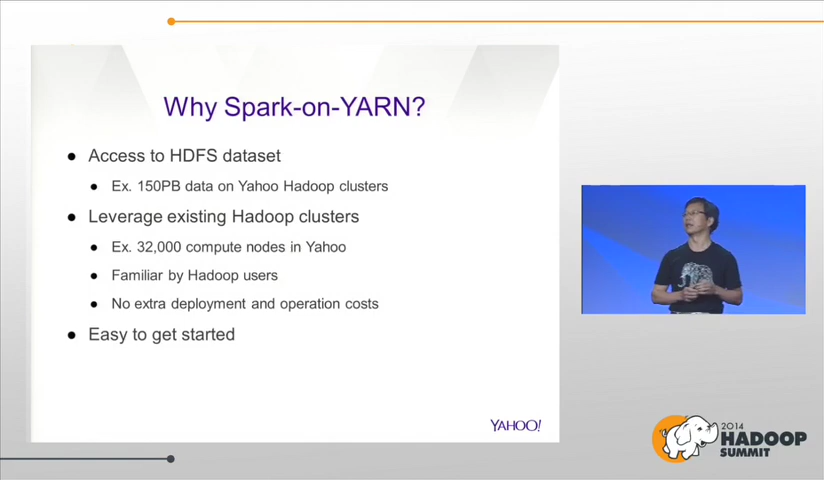 Why Spark-on-YARN?
● Access to HDFS dataset
● Ex. 150PB data on Yahoo Hadoop clusters
● Leverage existing Hadoop clusters
● Ex. 32,000 compute nodes in Yahoo
● Familiar by Hadoop users
● No extra deployment and operation costs
● Easy to get started
YAHOO!
2014
HADOOP
SUMMIT